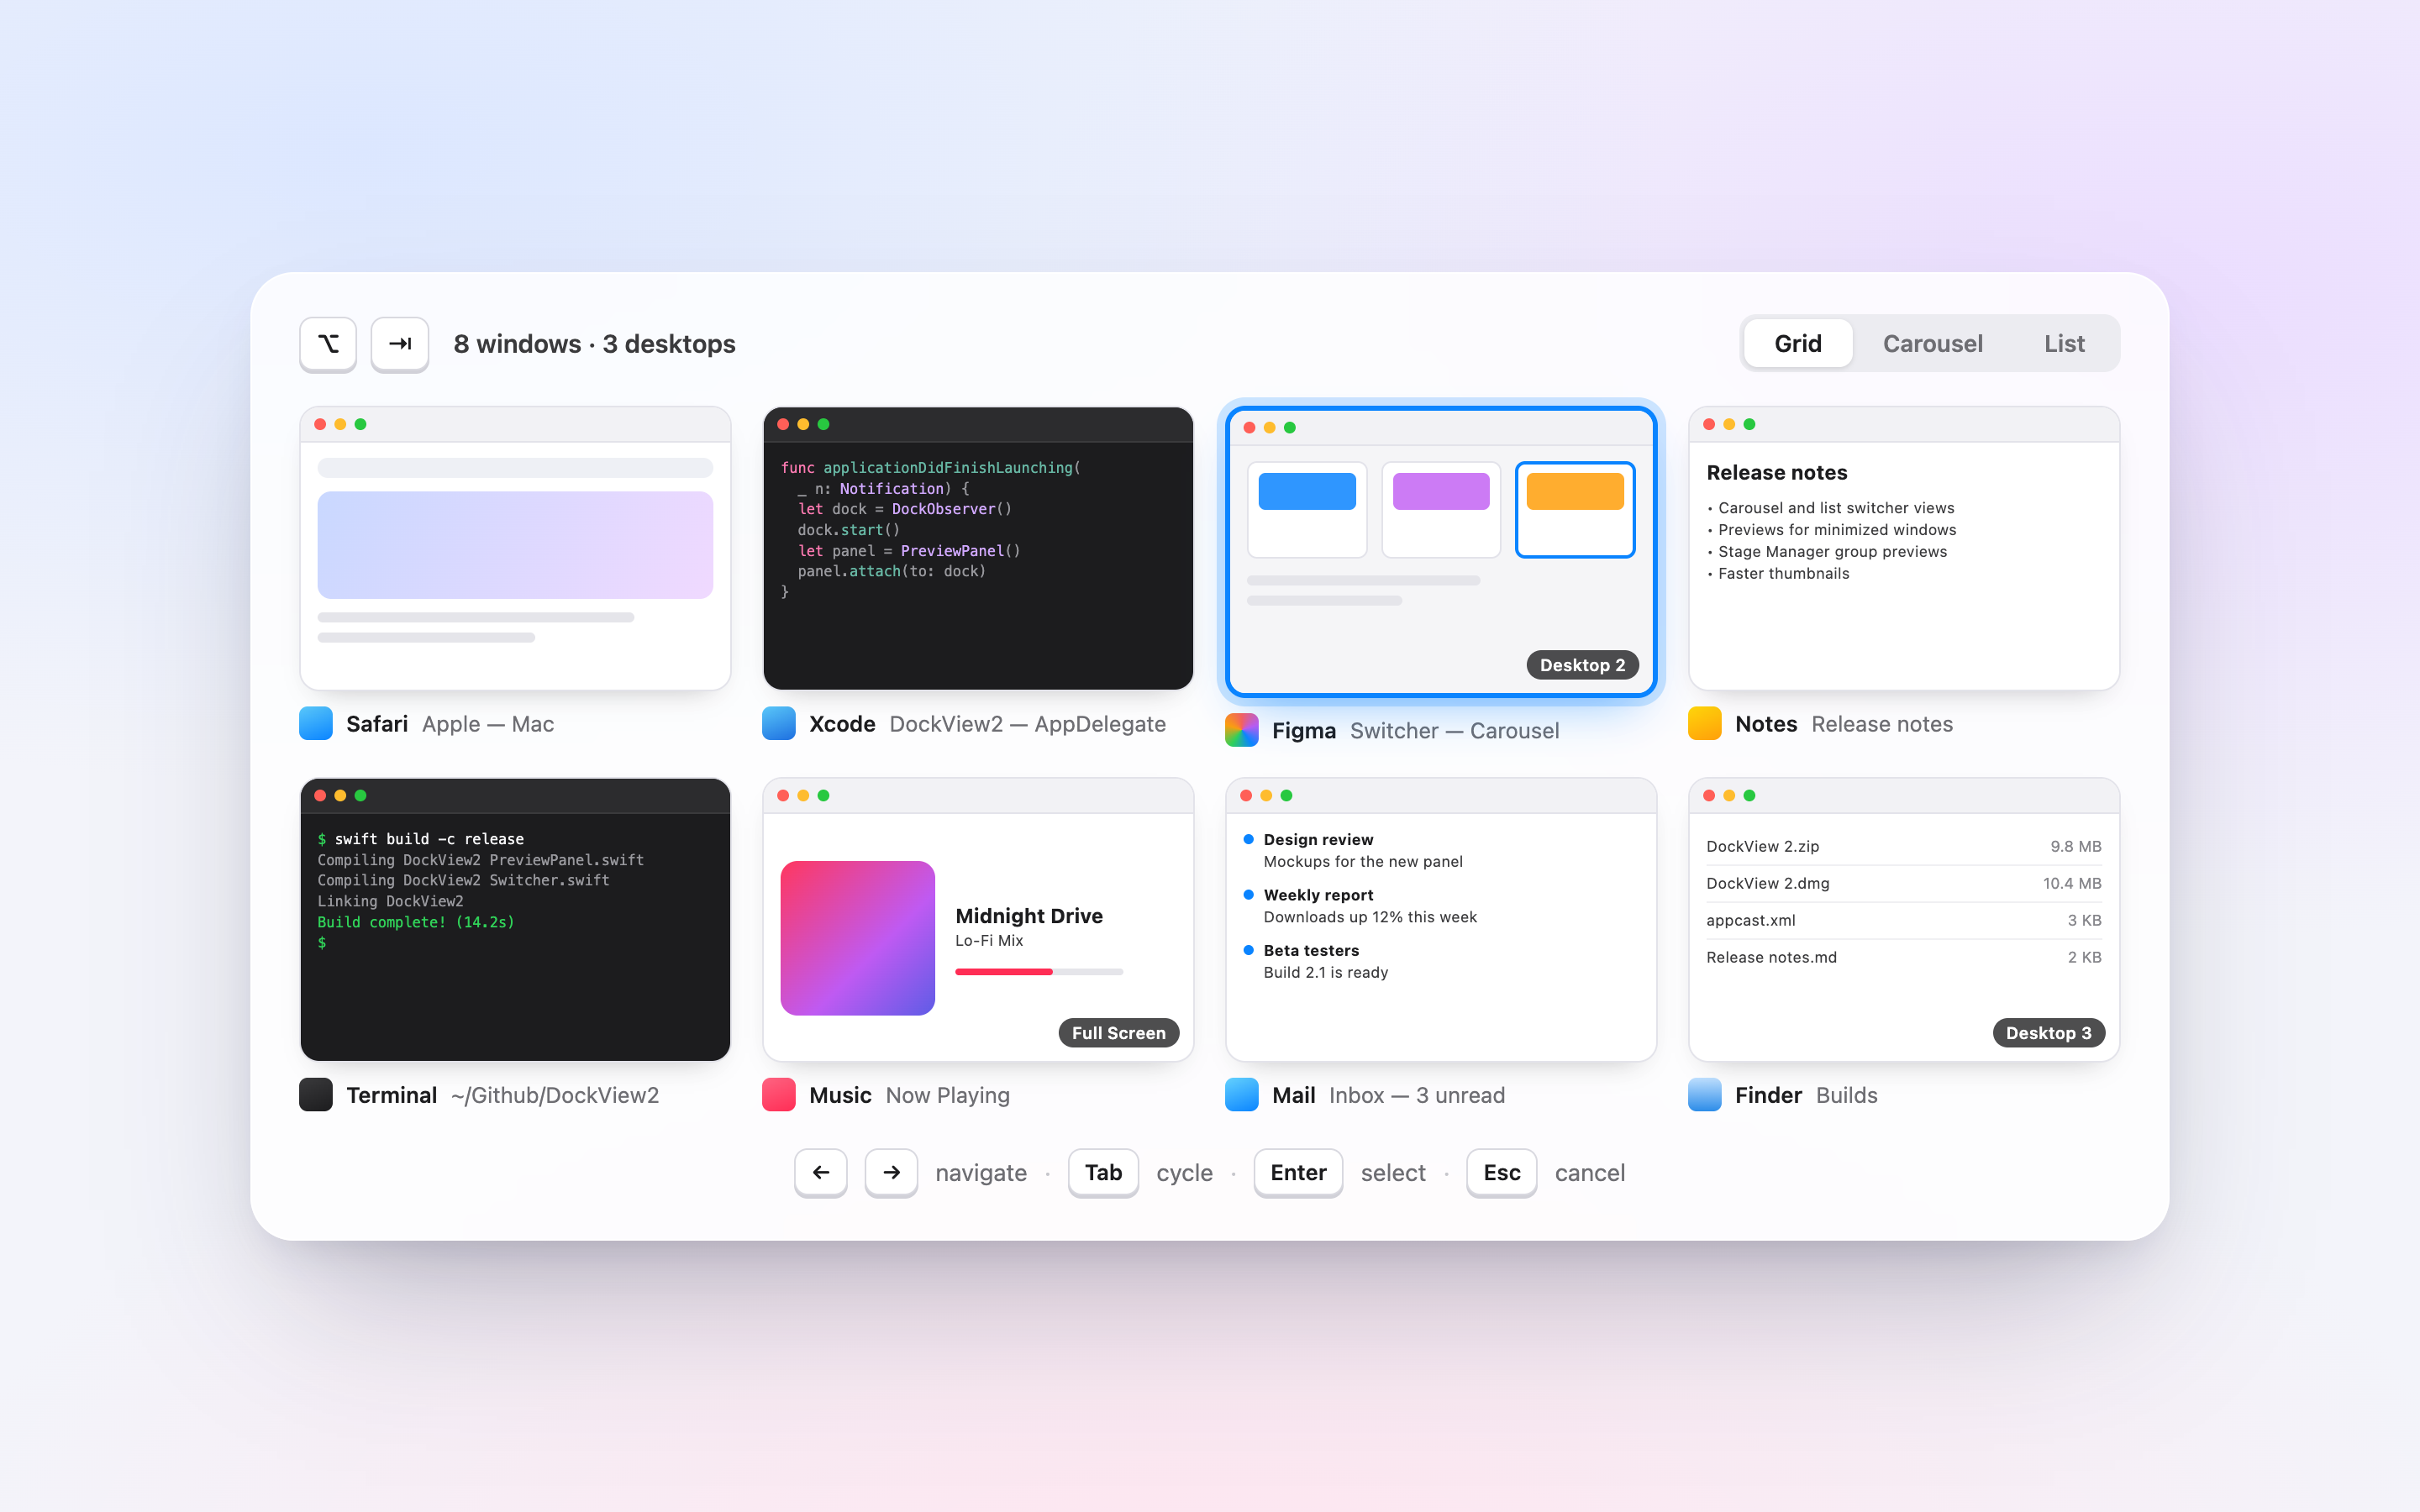 ⌥ ⇥ 8 windows · 3 desktops
Grid Carousel List
func applicationDidFinishLaunching(
_ n: Notification) {
let dock = DockObserver()
dock.start()
let panel = PreviewPanel()
panel.attach(to: dock)
}
Desktop 2
Release notes
• Carousel and list switcher views
• Previews for minimized windows
• Stage Manager group previews
• Faster thumbnails
Safari Apple — Mac
Xcode DockView2 — AppDelegate
Figma Switcher — Carousel
Notes Release notes
$ swift build -c release
Compiling DockView2 PreviewPanel.swift
Compiling DockView2 Switcher.swift
Linking DockView2
Build complete! (14.2s)
$
Midnight Drive
Lo-Fi Mix
Full Screen
Design review
Mockups for the new panel
Weekly report
Downloads up 12% this week
Beta testers
Build 2.1 is ready
DockView 2.zip 9.8 MB
DockView 2.dmg 10.4 MB
appcast.xml 3 KB
Release notes.md 2 KB
Desktop 3
Terminal ~/Github/DockView2
Music Now Playing
Mail Inbox — 3 unread
Finder Builds
← → navigate · Tab cycle · Enter select · Esc cancel